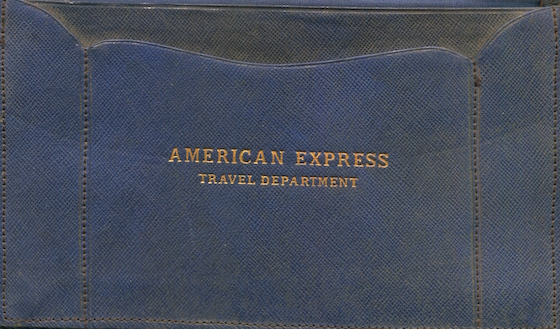 AMERICAN EXPRESS
TRAVEL DEPARTMENT